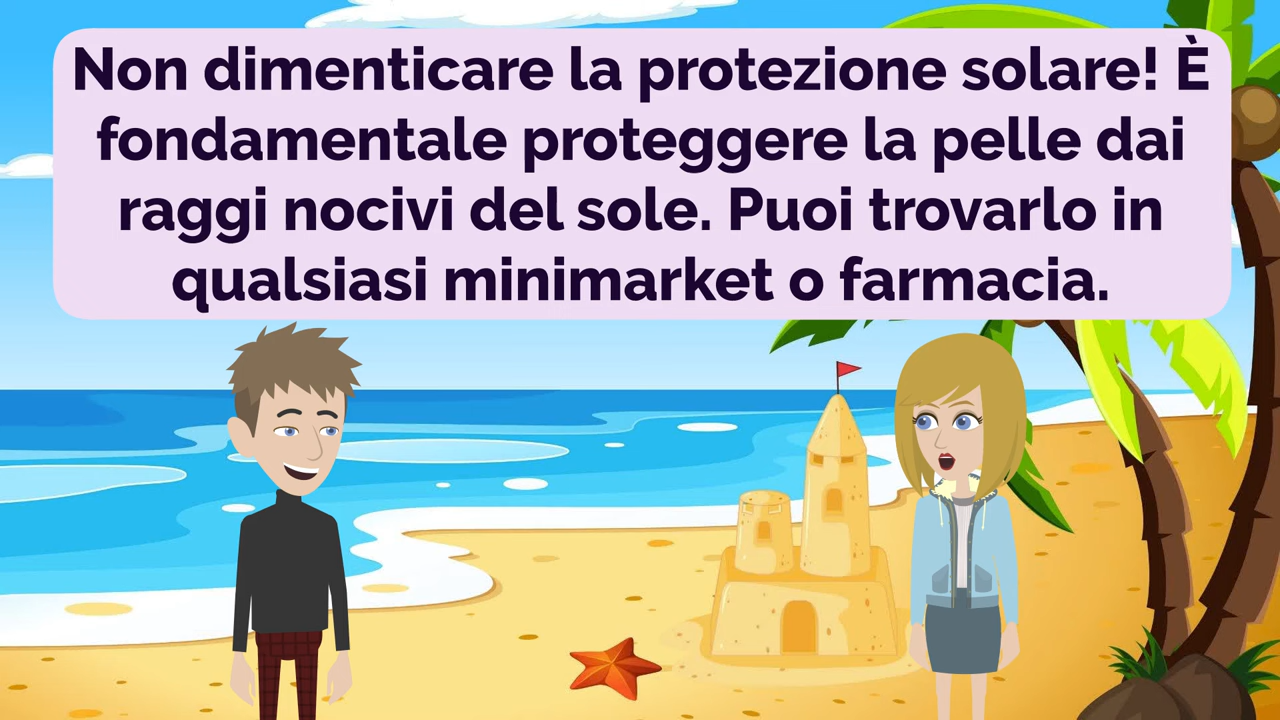 Non dimenticare la protezione solare! È
fondamentale proteggere la pelle dai
raggi nocivi del sole. Puoi trovarlo in
qualsiasi minimarket o farmacia.